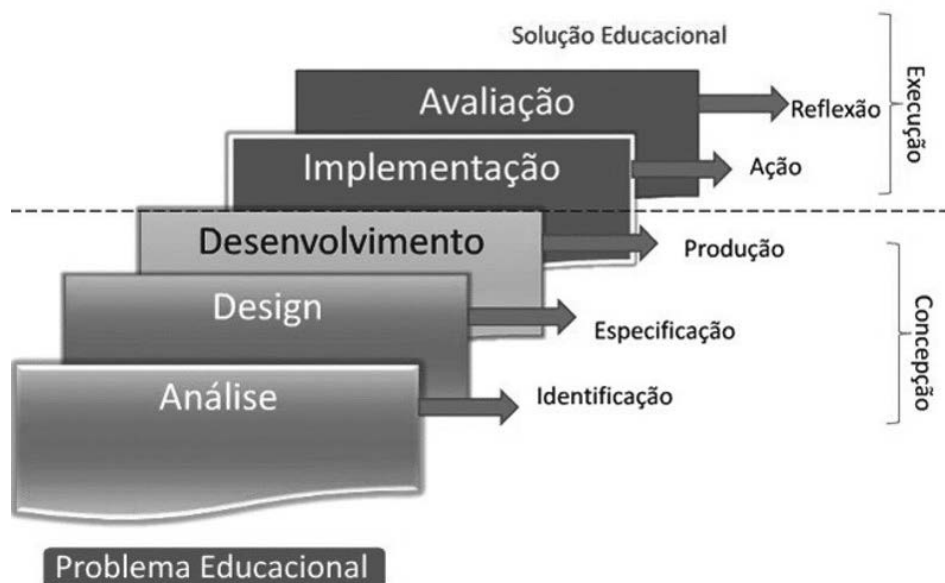 Solução Educacional
Avaliação
Reflexão
Execução
Implementação
Ação
Desenvolvimento
Produção
Design
Especificação
Concepção
Análise
Identificação
Problema Educacional